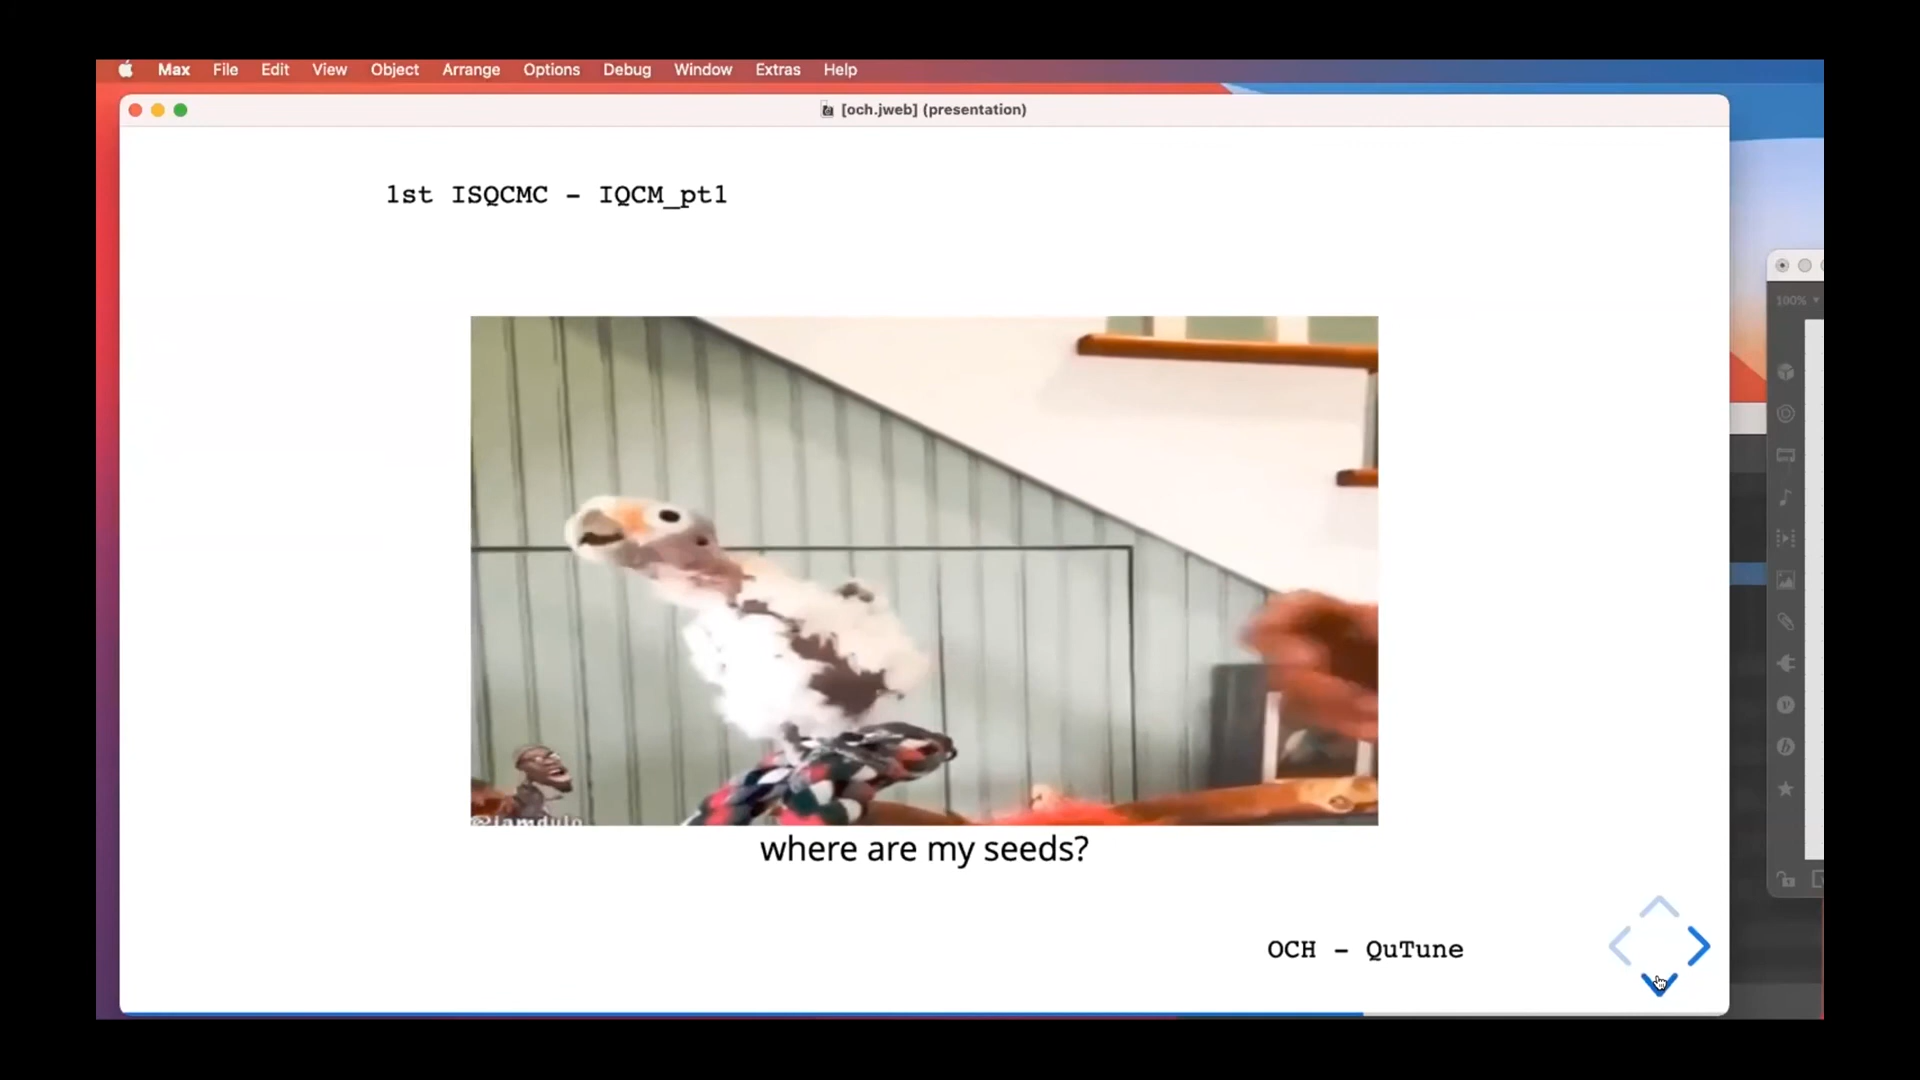 Max File Edit View Object Arrange Options Debug Window Extras Help
[och.jweb] (presentation)
1st ISQCMC - IQCM_pt1
100%
where are my seeds?
OCH - QuTune